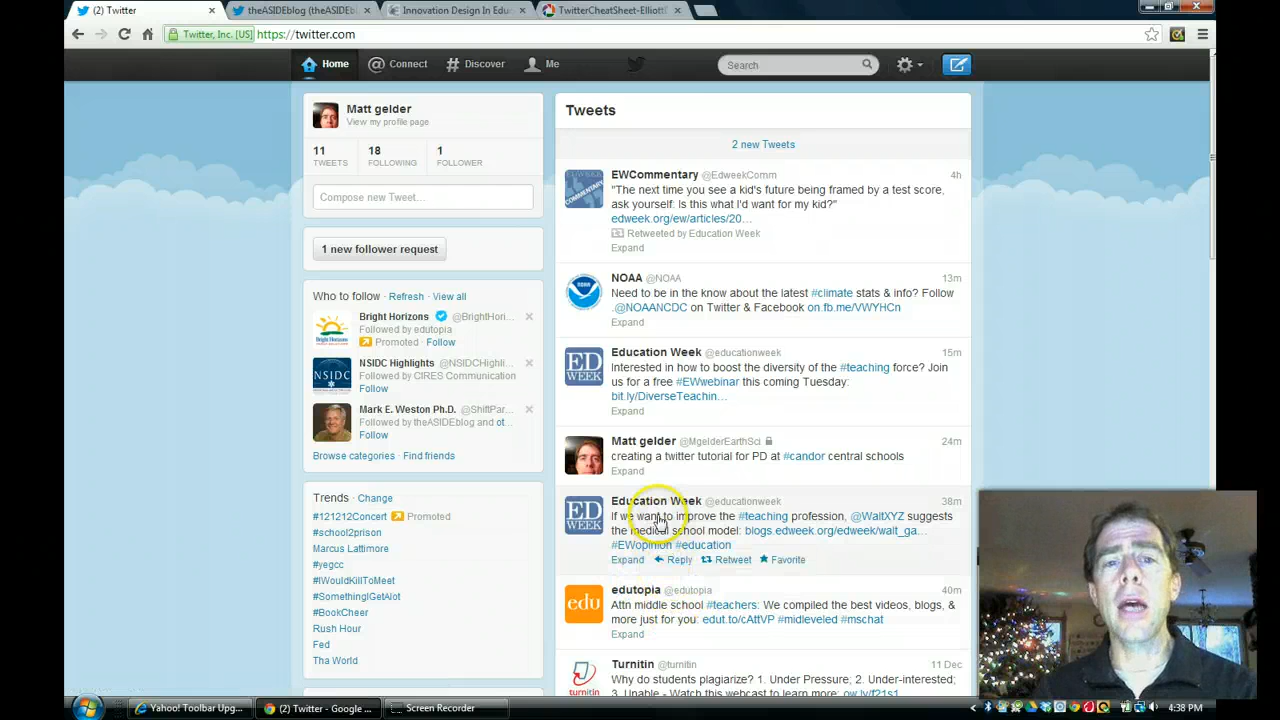 (2) Twitter
theASIDEblog (theASIDEbl
Innovation Design In Edu
TwitterCheatSheet-Elliott
Twitter, Inc. [US] https://twitter.com
Home
Connect
Discover
Me
Search
Matt gelder
View my profile page
11
TWEETS
18
FOLLOWING
1
FOLLOWER
Compose new Tweet...
1 new follower request
Who to follow · Refresh · View all
Bright Horizons @BrightHori...
Followed by edutopia
Promoted · Follow
NSIDC Highlights @NSIDCHighli...
Followed by CIRES Communication
Follow
Mark E. Weston Ph.D. @ShiftPar...
Followed by theASIDEblog and ot
Follow
Browse categories · Find friends
Trends · Change
#121212Concert Promoted
#school2prison
Marcus Lattimore
#yegcc
#IWouldKillToMeet
#SomethingIGetAlot
#BookCheer
Rush Hour
Fed
Tha World
Tweets
2 new Tweets
EWCommentary @EdweekComm 4h
"The next time you see a kid's future being framed by a test score,
ask yourself: Is this what I'd want for my kid?"
edweek.org/ew/articles/20...
Retweeted by Education Week
Expand
NOAA @NOAA 13m
Need to be in the know about the latest #climate stats & info? Follow
.@NOAANCDC on Twitter & Facebook on.fb.me/VWYHCn
Expand
Education Week @educationweek 15m
Interested in how to boost the diversity of the #teaching force? Join
us for a free #EWwebinar this coming Tuesday:
bit.ly/DiverseTeachin...
Expand
Matt gelder @MgelderEarthSci 24m
creating a twitter tutorial for PD at #candor central schools
Expand
Education Week @educationweek 38m
If we want to improve the #teaching profession, @WaltXYZ suggests
the medical school model: blogs.edweek.org/edweek/walt_ga...
#EWopinion #education
Expand Reply Retweet Favorite
edutopia @edutopia 40m
Attn middle school #teachers: We compiled the best videos, blogs, &
more just for you: edut.to/cAttVP #midleveled #mschat
Expand
Turnitin @turnitin 11 Dec
Why do students plagiarize? 1. Under Pressure; 2. Under-interested;
3. Unable - Watch this webcast to learn more: ow.ly/f21s1
Yahoo! Toolbar Upg...
(2) Twitter - Google ...
Screen Recorder
4:38 PM